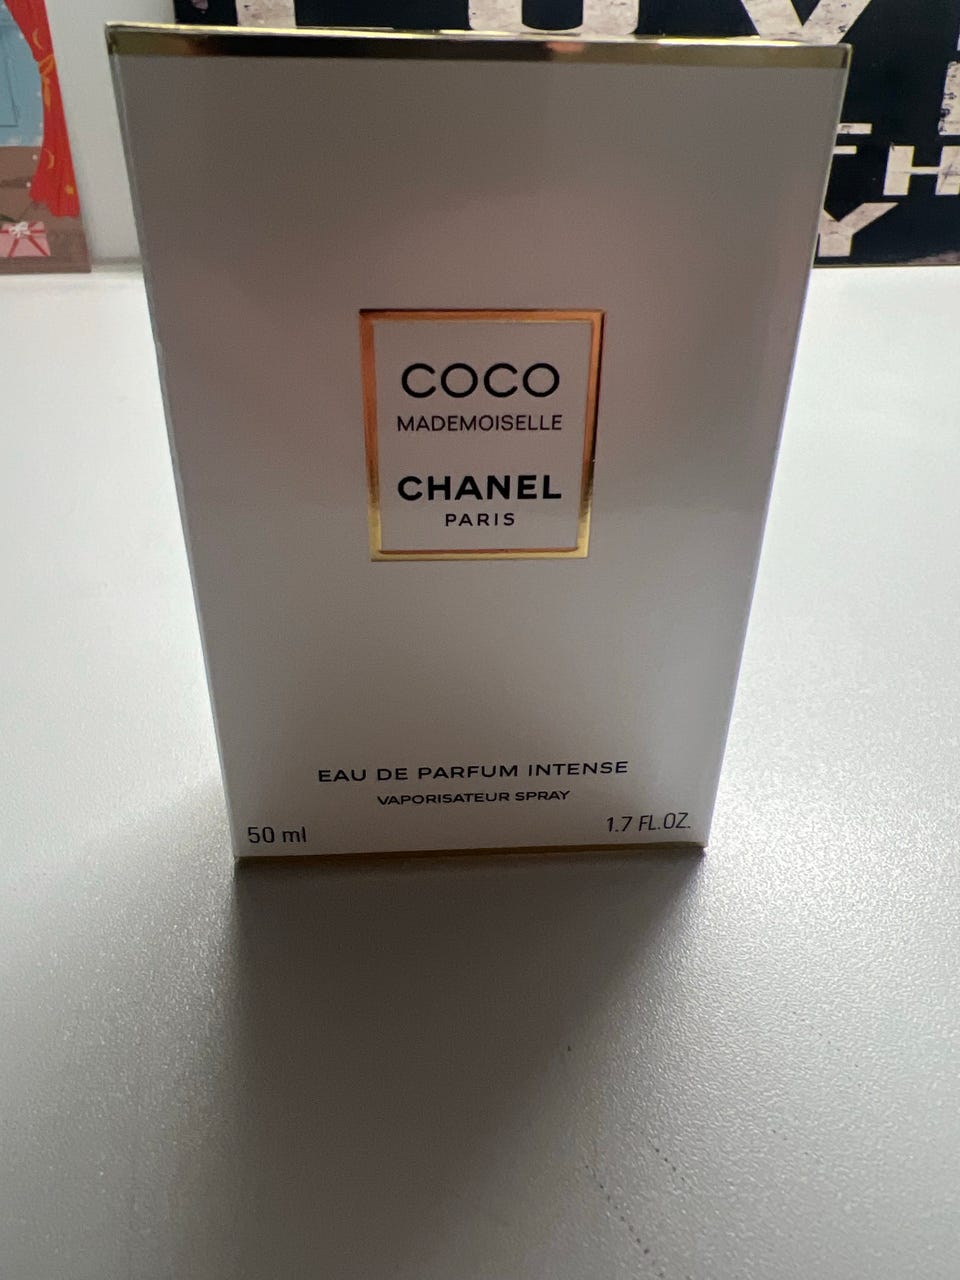 COCO
MADEMOISELLE
CHANEL
PARIS
EAU DE PARFUM INTENSE
VAPORISATEUR SPRAY
50 ml
1.7 FL.OZ.